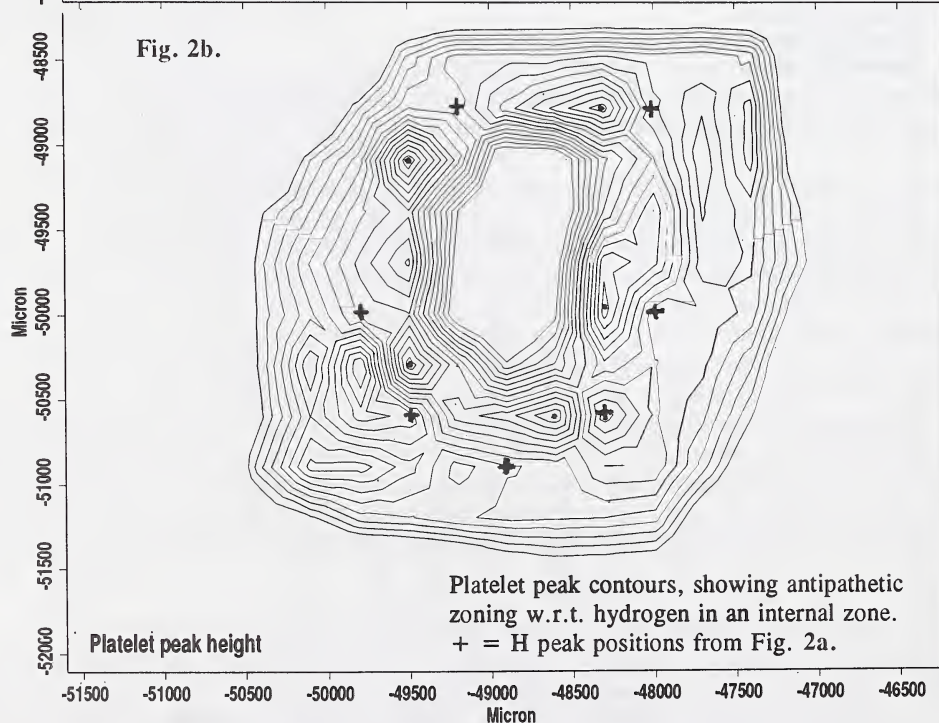 Fig. 2b.
-48500
-49000
-49500
-50000
-50500
-51000
-51500
-52000
Micron
Platelet peak contours, showing antipathetic
zoning w.r.t. hydrogen in an internal zone.
+ = H peak positions from Fig. 2a.
Platelet peak height
-51500 -51000 -50500 -50000 -49500 -49000 -48500 -48000 -47500 -47000 -46500
Micron